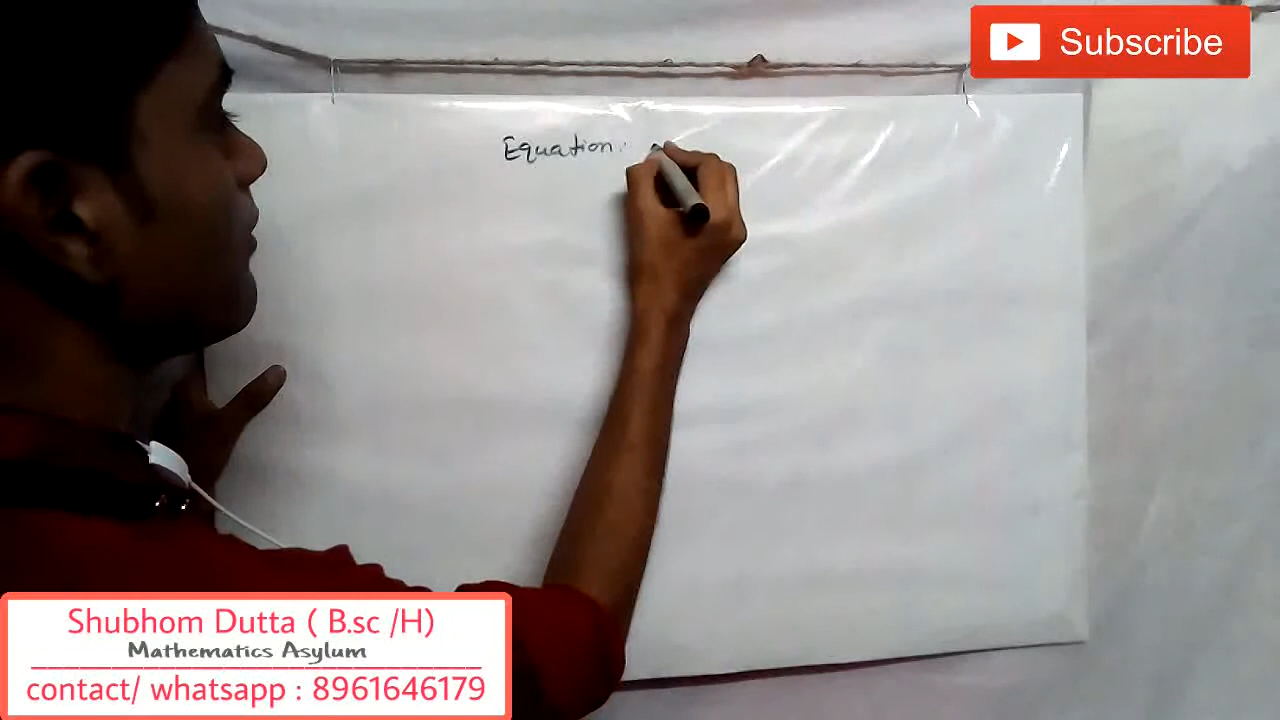 Subscribe
Equation:
Shubhom Dutta ( B.sc /H)
Mathematics Asylum
contact/ whatsapp : 8961646179